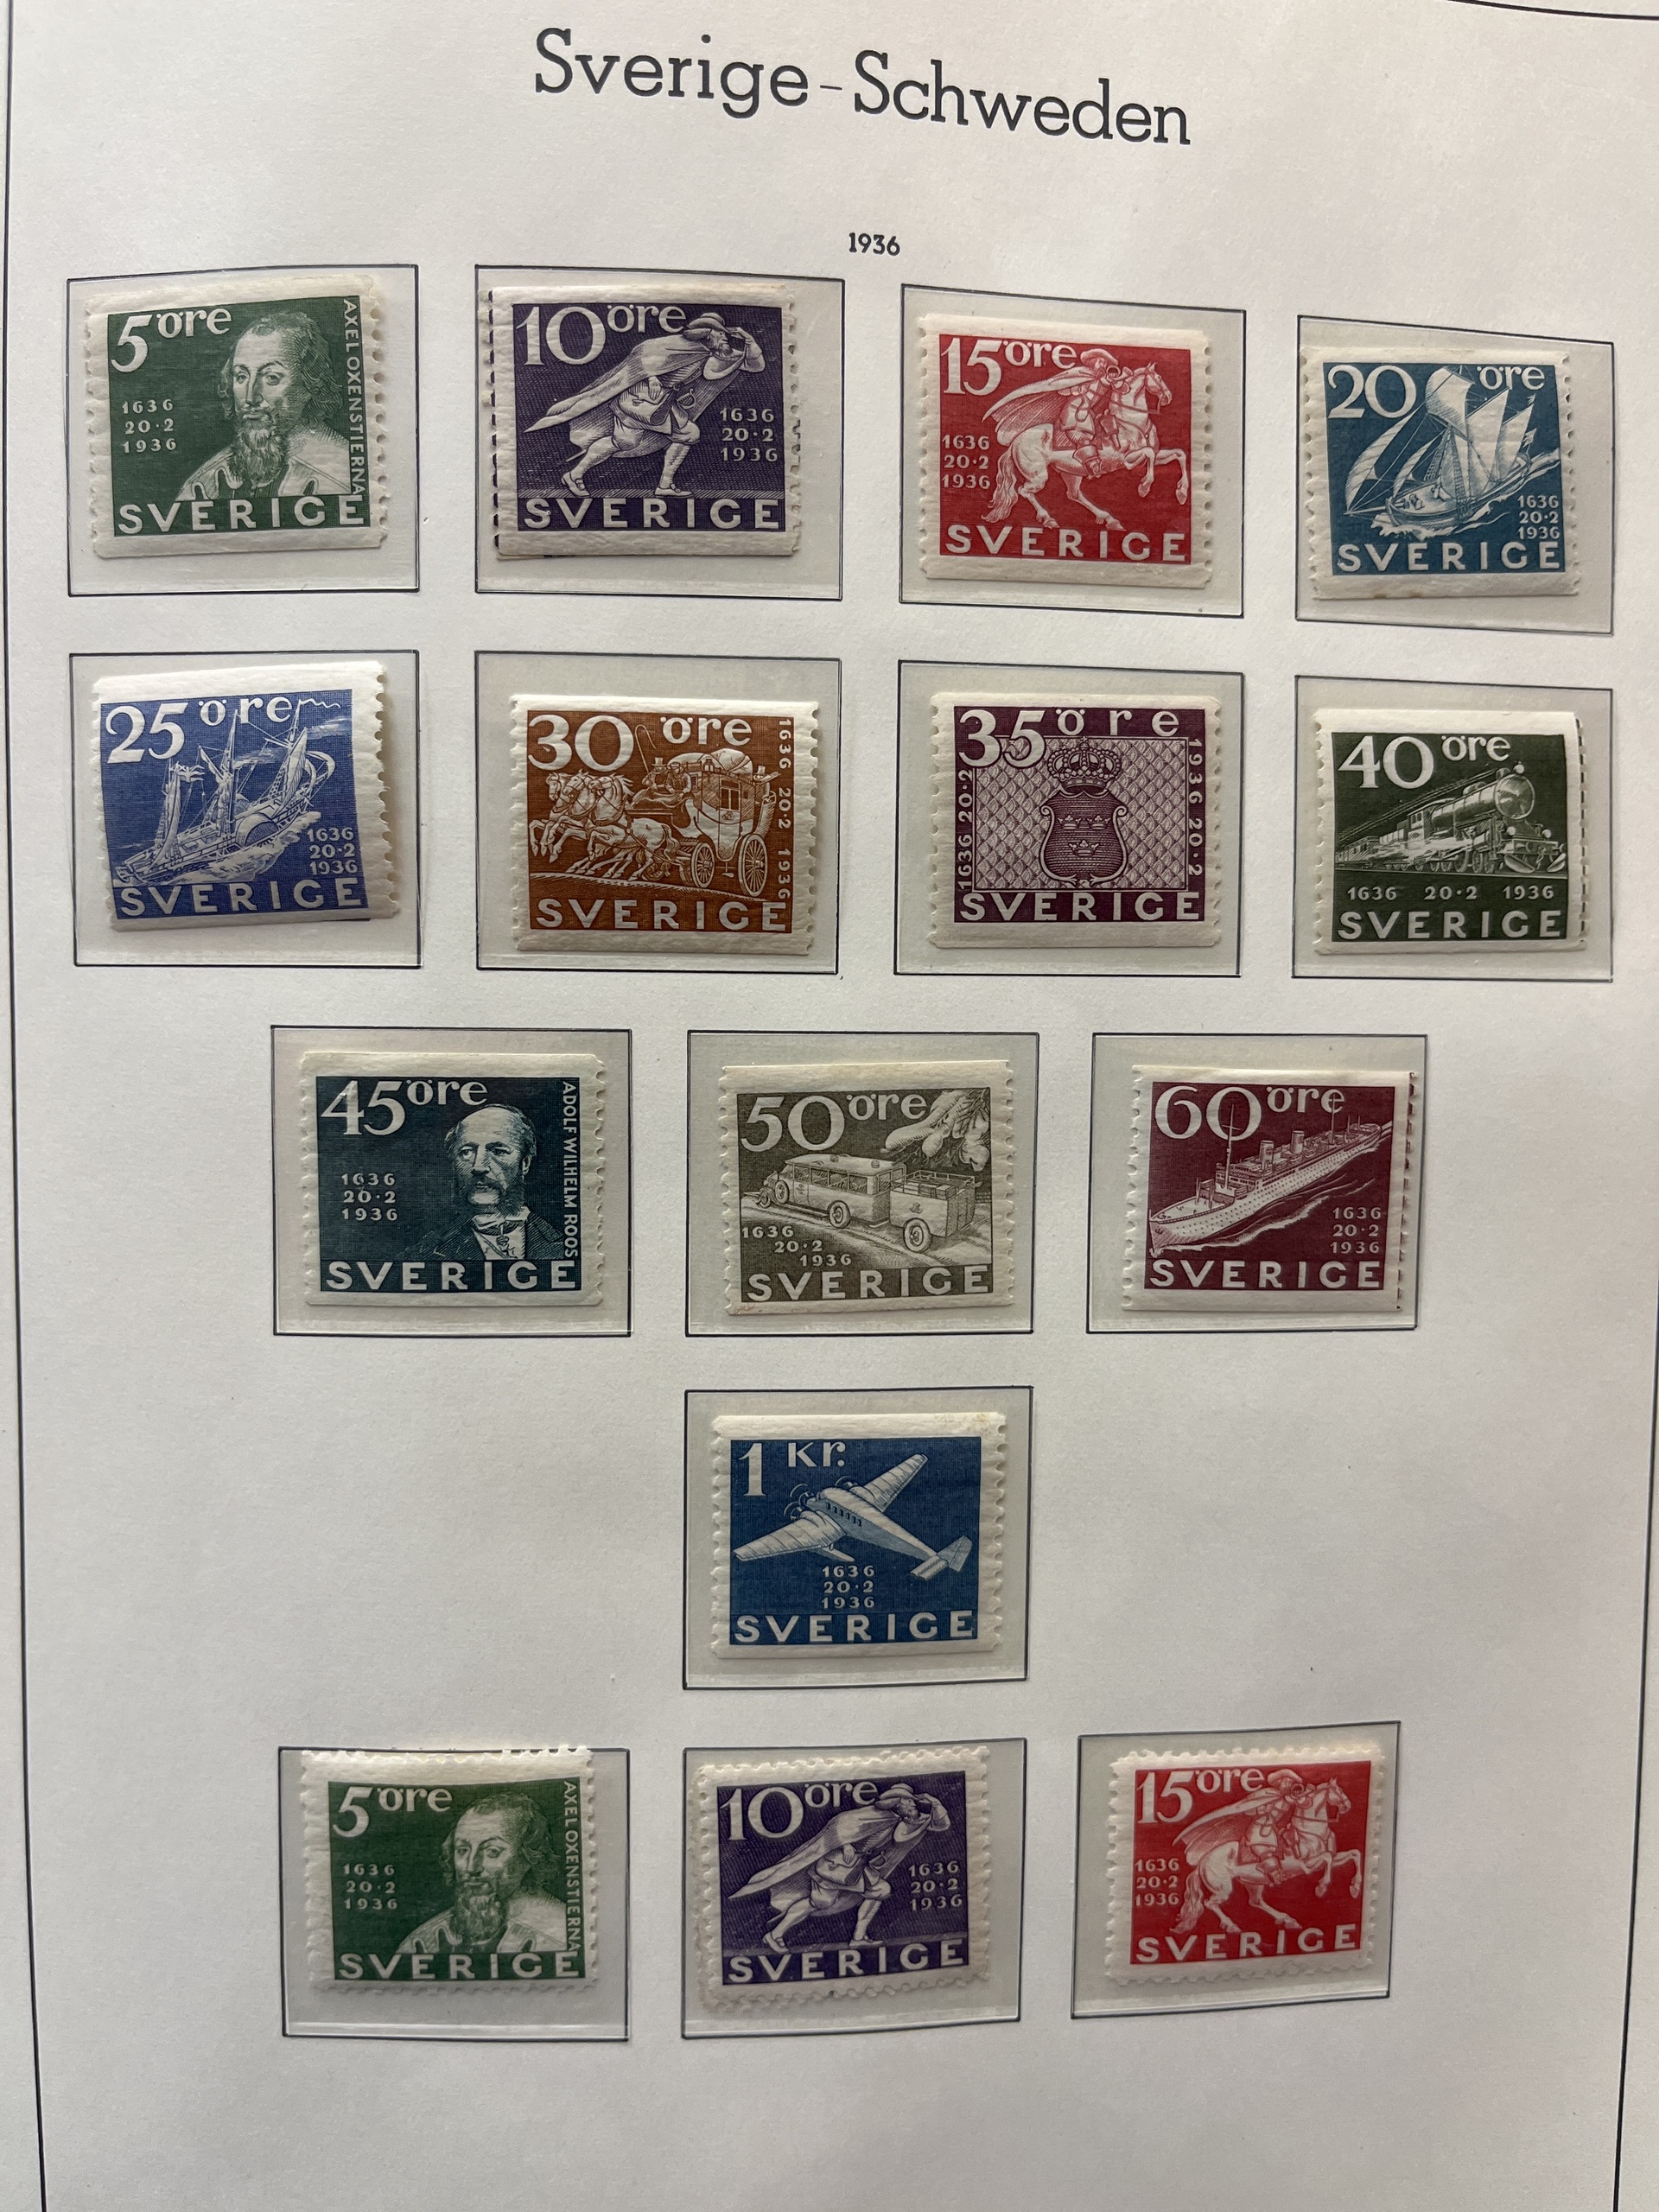 Sverige-Schweden
1936
5 öre
AXEL OXENSTIERNA
1636
20·2
1936
SVERIGE
10 öre
1636
20·2
1936
SVERIGE
15 öre
1636
20·2
1936
SVERIGE
20 öre
1636
20·2
1936
SVERIGE
25 öre
1636
20·2
1936
SVERIGE
30 öre
1636 20·2 1936
SVERIGE
35 öre
1636 20·2
1936 20·2
SVERIGE
40 öre
1636 20·2 1936
SVERIGE
45 öre
ADOLF WILHELM ROOS
1636
20·2
1936
SVERIGE
50 öre
1636
20·2
1936
SVERIGE
60 öre
1636
20·2
1936
SVERIGE
1 Kr.
1636
20·2
1936
SVERIGE
5 öre
AXEL OXENSTIERNA
1636
20·2
1936
SVERIGE
10 öre
1636
20·2
1936
SVERIGE
15 öre
1636
20·2
1936
SVERIGE